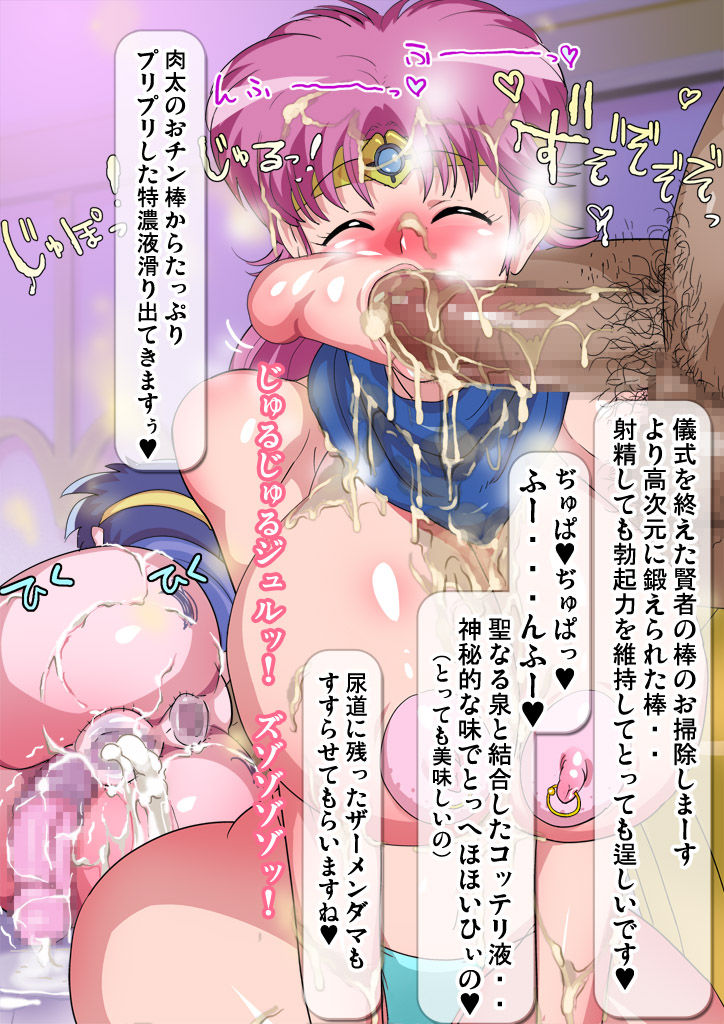 ふーーーっ♡
んふーーーっ♡
じゅるっ!
ずぞぞぞぞっ
じゅぽっ!
肉太のおチン棒からたっぷり
プリプリした特濃液滑り出てきますぅ♥
儀式を終えた賢者の棒のお掃除しまーす
より高次元に鍛えられた棒・・
射精しても勃起力を維持してとっても逞しいです♥
ぢゅぱ♥ぢゅぱっ♥
ふー・・・んふー♥
聖なる泉と結合したコッテリ液・・
神秘的な味でとっへほほいひぃの♥
(とっても美味しいの)
じゅるじゅるジュルッ! ズゾゾゾゾッ!
尿道に残ったザーメンダマも
すすらせてもらいますね♥
ひく
ひく